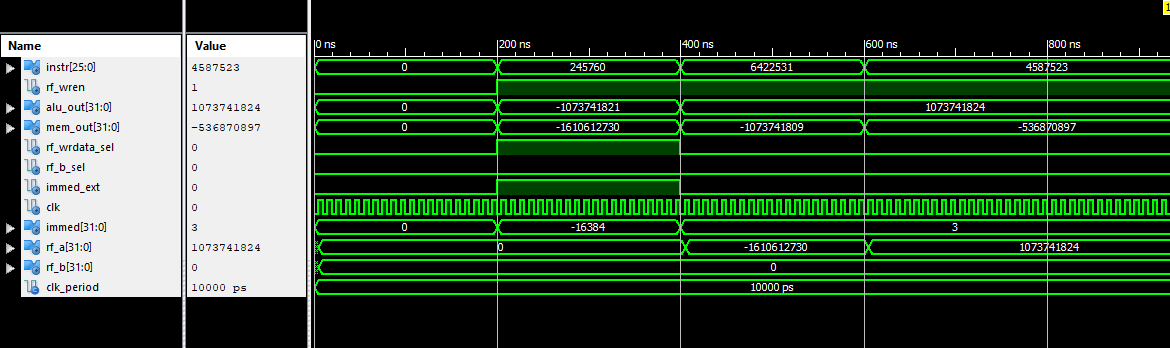 1
Name Value 0 ns 200 ns 400 ns 600 ns 800 ns
instr[25:0] 4587523 0 245760 6422531 4587523
rf_wren 1
alu_out[31:0] 1073741824 0 -1073741821 1073741824
mem_out[31:0] -536870897 0 -1610612730 -1073741809 -536870897
rf_wrdata_sel 0
rf_b_sel 0
immed_ext 0
clk 0
immed[31:0] 3 0 -16384 3
rf_a[31:0] 1073741824 0 -1610612730 1073741824
rf_b[31:0] 0 0
clk_period 10000 ps 10000 ps